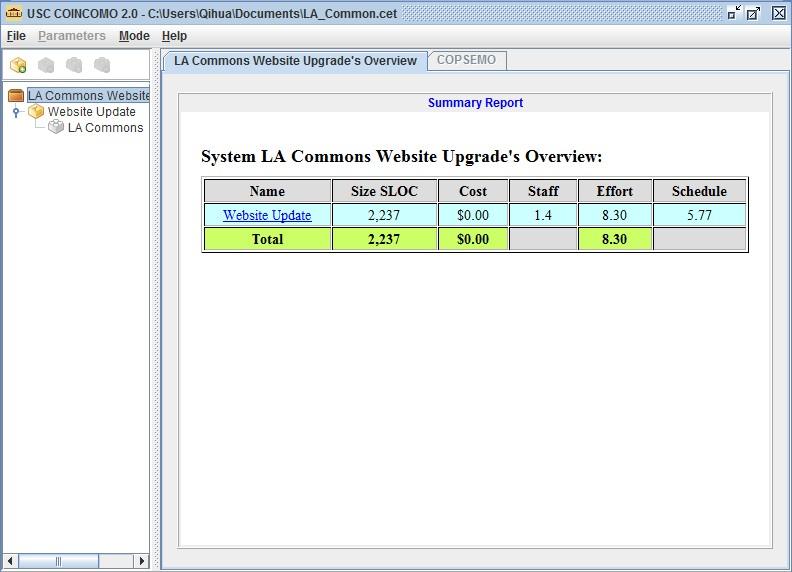 USC COINCOMO 2.0 - C:\Users\Qihua\Documents\LA_Common.cet
File Parameters Mode Help
LA Commons Website
Website Update
LA Commons
LA Commons Website Upgrade's Overview COPSEMO
Summary Report
System LA Commons Website Upgrade's Overview:
Name Size SLOC Cost Staff Effort Schedule
Website Update 2,237 $0.00 1.4 8.30 5.77
Total 2,237 $0.00 8.30